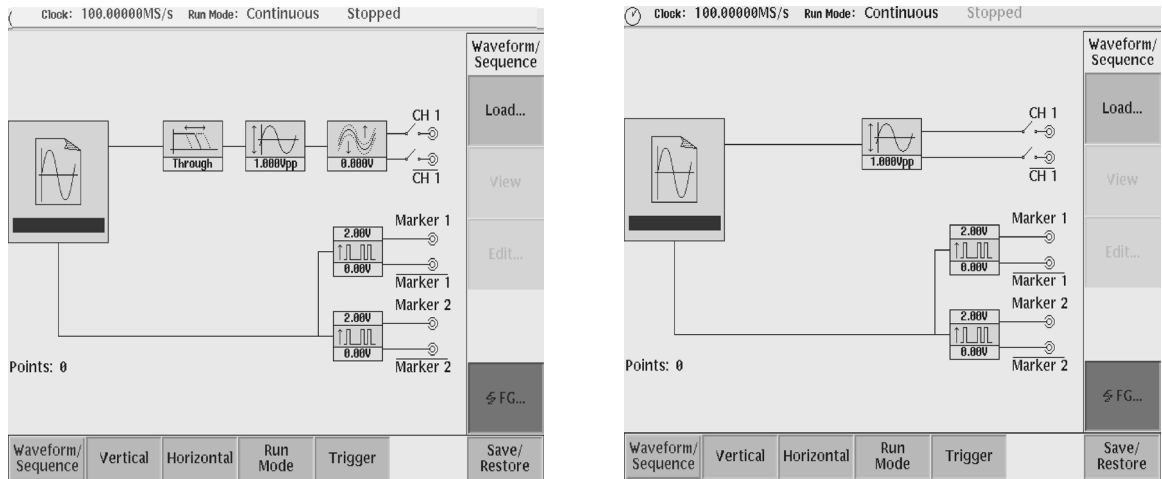 Clock: 100.00000MS/s Run Mode: Continuous Stopped
Waveform/
Sequence
Load...
CH 1
Through
1.000Vpp
0.000V
CH 1
View
Marker 1
2.00V
Edit...
0.00V
Marker 1
Marker 2
2.00V
0.00V
Points: 0
Marker 2
FG...
Waveform/
Sequence
Vertical
Horizontal
Run
Mode
Trigger
Save/
Restore
Clock: 100.00000MS/s Run Mode: Continuous Stopped
Waveform/
Sequence
Load...
CH 1
1.000Vpp
CH 1
View
Marker 1
2.00V
Edit...
0.00V
Marker 1
Marker 2
2.00V
0.00V
Points: 0
Marker 2
FG...
Waveform/
Sequence
Vertical
Horizontal
Run
Mode
Trigger
Save/
Restore